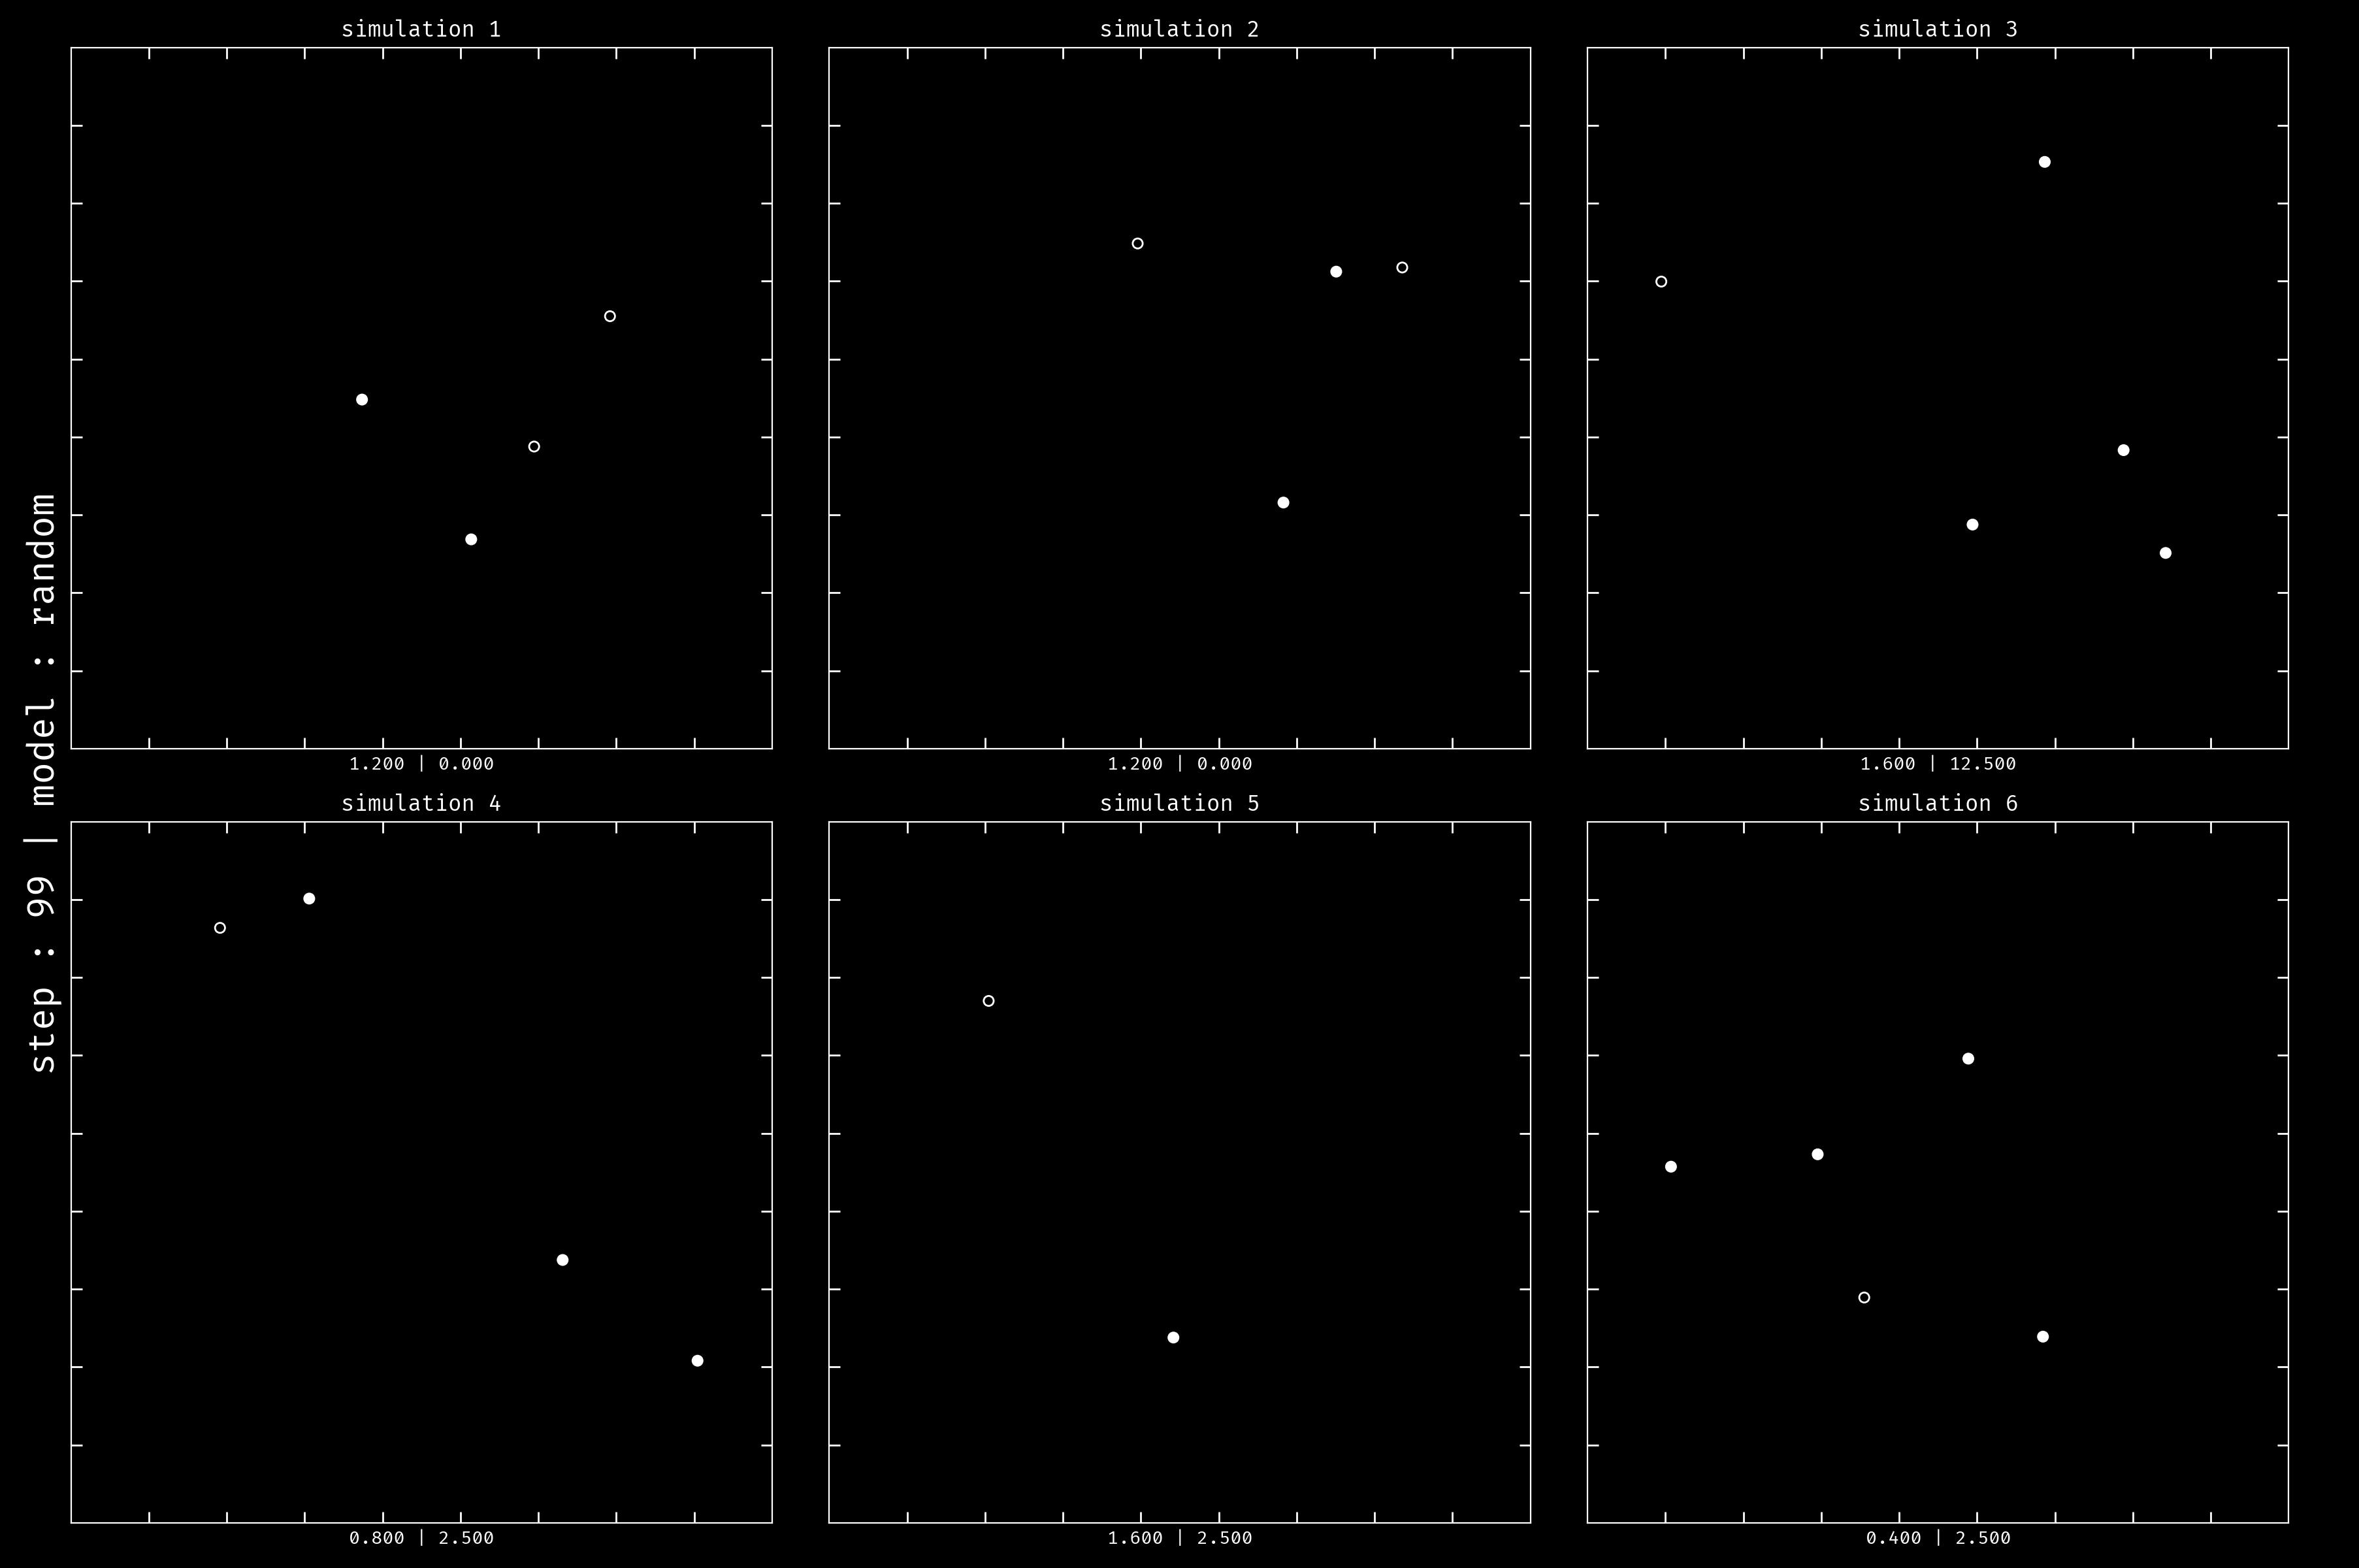 step : 99 | model : random
simulation 1
1.200 | 0.000
simulation 2
1.200 | 0.000
simulation 3
1.600 | 12.500
simulation 4
0.800 | 2.500
simulation 5
1.600 | 2.500
simulation 6
0.400 | 2.500